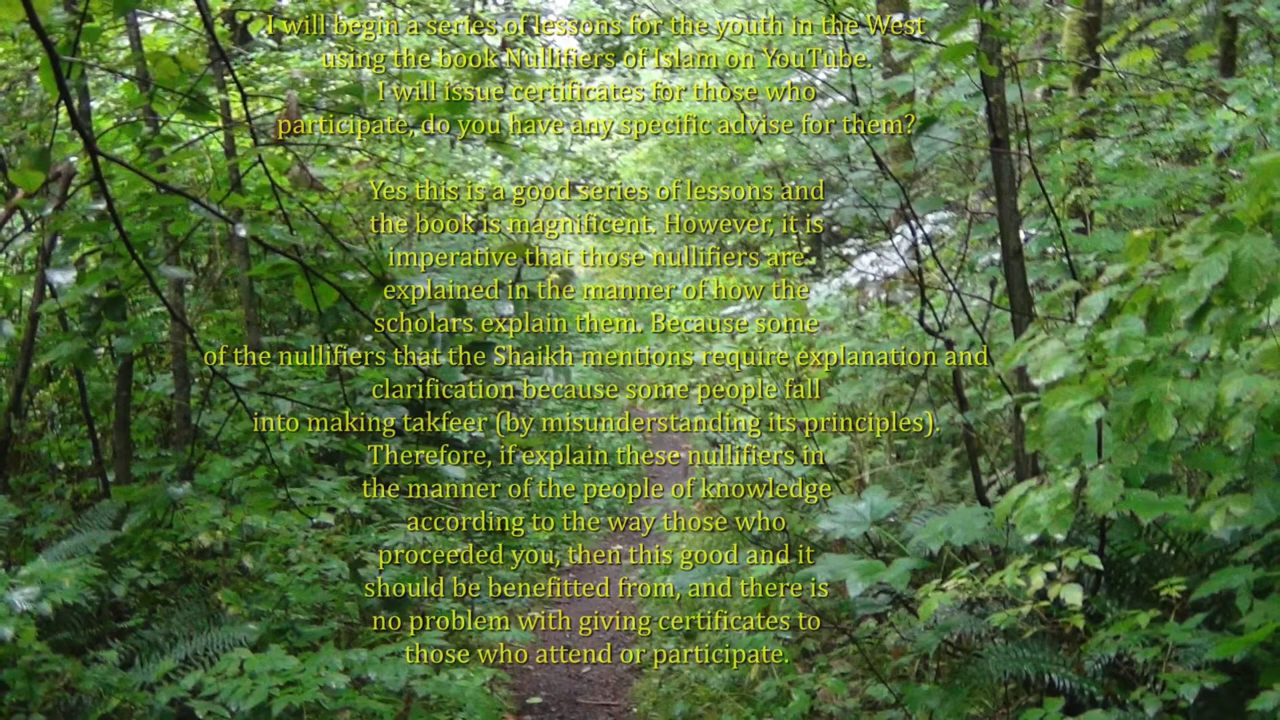 I will begin a series of lessons for the youth in the West
using the book Nullifiers of Islam on YouTube.
I will issue certificates for those who
participate, do you have any specific advise for them?
Yes this is a good series of lessons and
the book is magnificent. However, it is
imperative that those nullifiers are
explained in the manner of how the
scholars explain them. Because some
of the nullifiers that the Shaikh mentions require explanation and
clarification because some people fall
into making takfeer (by misunderstanding its principles).
Therefore, if explain these nullifiers in
the manner of the people of knowledge
according to the way those who
proceeded you, then this good and it
should be benefitted from, and there is
no problem with giving certificates to
those who attend or participate.